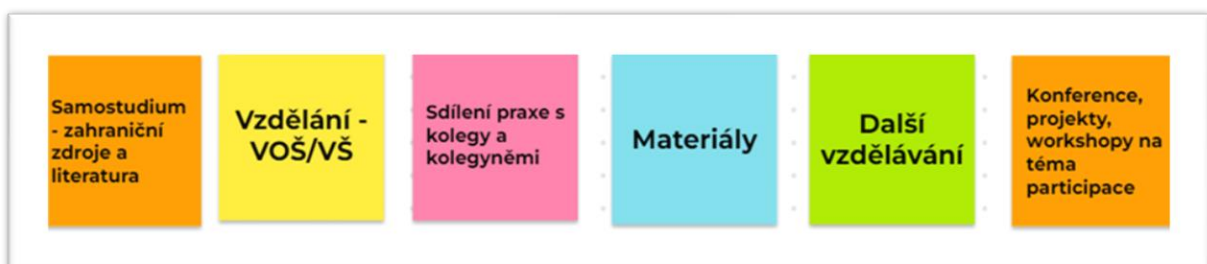 Samostudium
- zahraniční
zdroje a
literatura
Vzdělání -
VOŠ/VŠ
Sdílení praxe s
kolegy a
kolegyněmi
Materiály
Další
vzdělávání
Konference,
projekty,
workshopy na
téma
participace